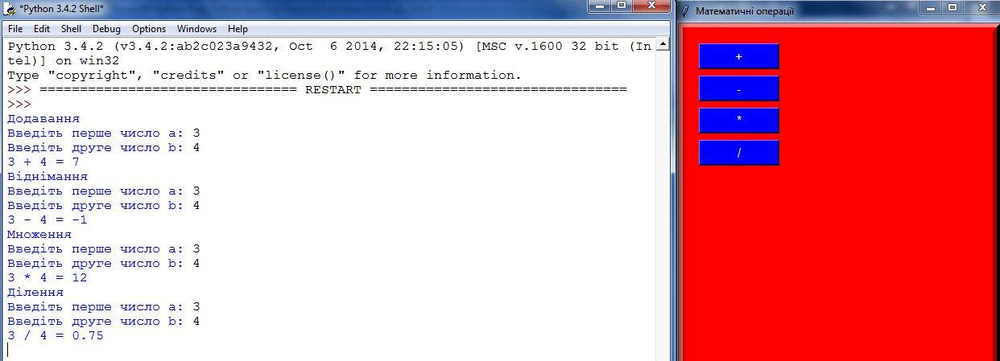 *Python 3.4.2 Shell*
File Edit Shell Debug Options Windows Help
Python 3.4.2 (v3.4.2:ab2c023a9432, Oct  6 2014, 22:15:05) [MSC v.1600 32 bit (In
tel)] on win32
Type "copyright", "credits" or "license()" for more information.
>>> ================================ RESTART ================================
>>>
Додавання
Введіть перше число a: 3
Введіть друге число b: 4
3 + 4 = 7
Віднімання
Введіть перше число a: 3
Введіть друге число b: 4
3 - 4 = -1
Множення
Введіть перше число a: 3
Введіть друге число b: 4
3 * 4 = 12
Ділення
Введіть перше число a: 3
Введіть друге число b: 4
3 / 4 = 0.75
Математичні операції
+
-
*
/